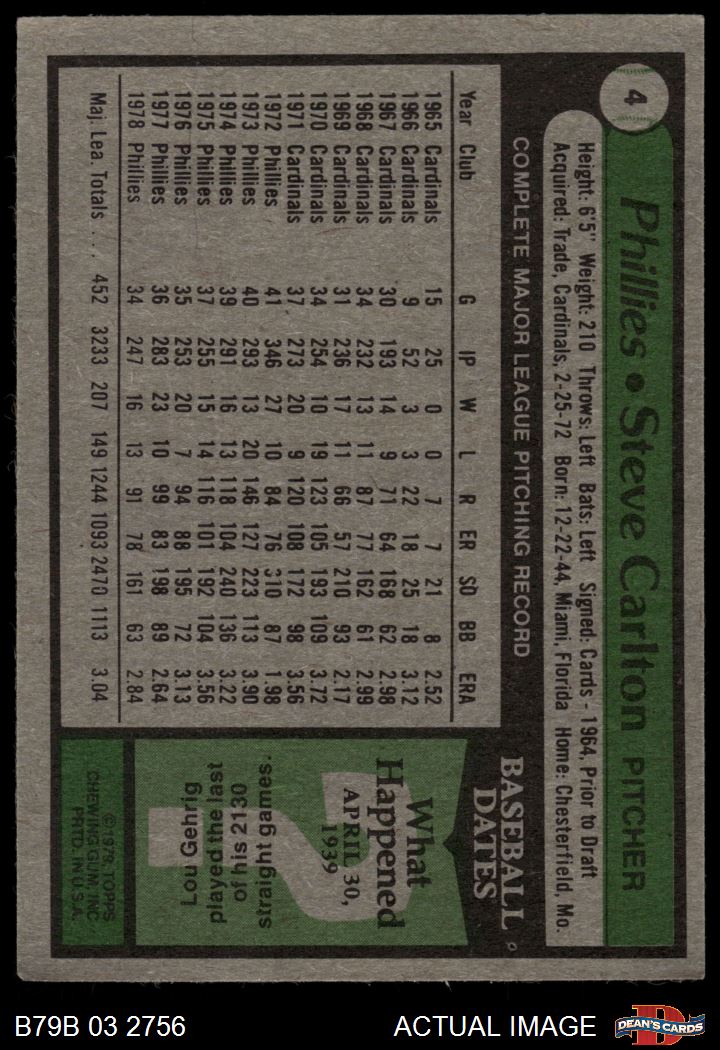 4
Phillies • Steve Carlton PITCHER
Height: 6'5" Weight: 210 Throws: Left Bats: Left Signed: Cards - 1964, Prior to Draft
Acquired: Trade, Cardinals, 2-25-72 Born: 12-22-44, Miami, Florida Home: Chesterfield, Mo.
COMPLETE MAJOR LEAGUE PITCHING RECORD
Year Club G IP W L R ER SO BB ERA
1965 Cardinals 15 25 0 0 7 7 21 8 2.52
1966 Cardinals 9 52 3 3 22 18 25 18 3.12
1967 Cardinals 30 193 14 9 71 64 168 62 2.98
1968 Cardinals 34 232 13 11 87 77 162 61 2.99
1969 Cardinals 31 236 17 11 66 57 210 93 2.17
1970 Cardinals 34 254 10 19 123 105 193 109 3.72
1971 Cardinals 37 273 20 9 120 108 172 98 3.56
1972 Phillies 41 346 27 10 84 76 310 87 1.98
1973 Phillies 40 293 13 20 146 127 223 113 3.90
1974 Phillies 39 291 16 13 118 104 240 136 3.22
1975 Phillies 37 255 15 14 116 101 192 104 3.56
1976 Phillies 35 253 20 7 94 88 195 72 3.13
1977 Phillies 36 283 23 10 99 83 198 89 2.64
1978 Phillies 34 247 16 13 91 78 161 63 2.84
Maj. Lea. Totals . . . 452 3233 207 149 1244 1093 2470 1113 3.04
BASEBALL
DATES
What
Happened
APRIL 30,
1939
?
Lou Gehrig
played the last
of his 2130
straight games.
©1979, TOPPS
CHEWING GUM, INC.
PRTD. IN U.S.A.
B79B 03 2756 ACTUAL IMAGE
D
DEAN'S CARDS